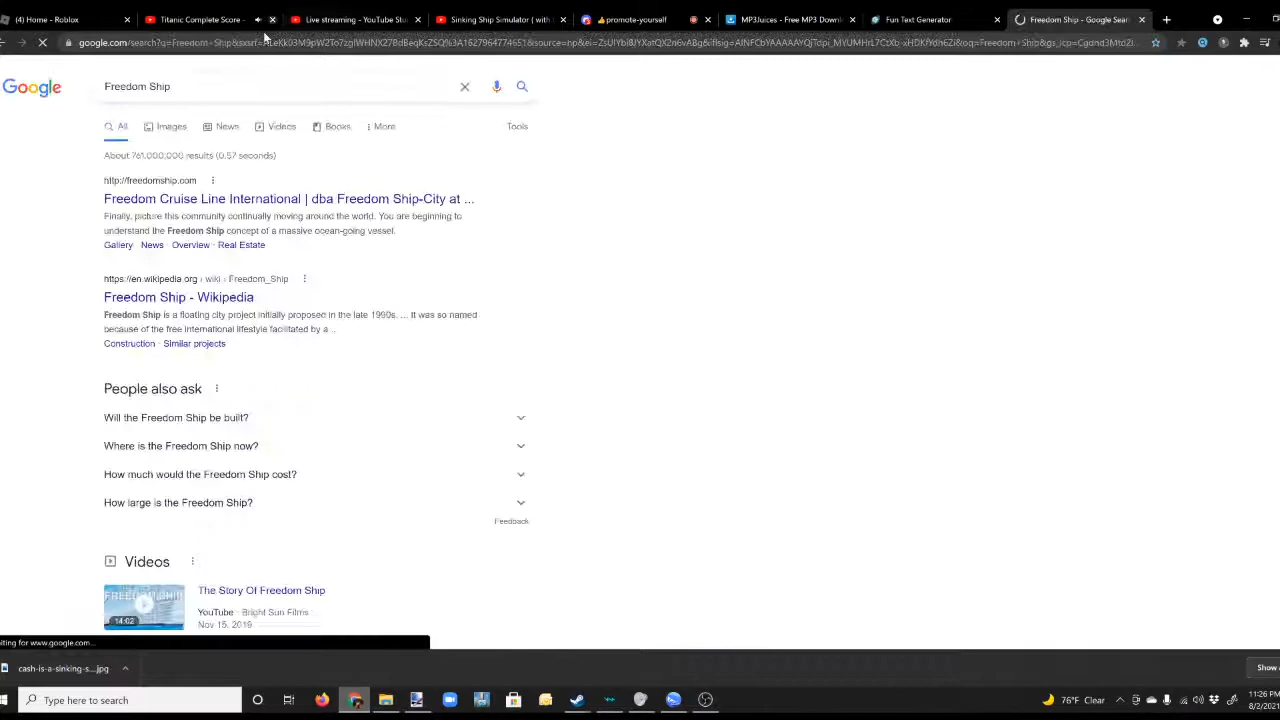 (4) Home - Roblox
Titanic Complete Score -
Live streaming - YouTube Stu
Sinking Ship Simulator ( with
👍promote-yourself
MP3Juices - Free MP3 Downl
Fun Text Generator
Freedom Ship - Google Sear
Google
Freedom Ship
All
Images
News
Videos
Books
More
Tools
About 761,000,000 results (0.57 seconds)
http://freedomship.com
Freedom Cruise Line International | dba Freedom Ship-City at ...
Finally, picture this community continually moving around the world. You are beginning to
understand the Freedom Ship concept of a massive ocean-going vessel.
Gallery · News · Overview · Real Estate
https://en.wikipedia.org › wiki › Freedom_Ship
Freedom Ship - Wikipedia
Freedom Ship is a floating city project initially proposed in the late 1990s. ... It was so named
because of the free international lifestyle facilitated by a ...
Construction · Similar projects
People also ask
Will the Freedom Ship be built?
Where is the Freedom Ship now?
How much would the Freedom Ship cost?
How large is the Freedom Ship?
Feedback
Videos
The Story Of Freedom Ship
YouTube · Bright Sun Films
Nov 15, 2019
14:02
iting for www.google.com...
cash-is-a-sinking-s....jpg
Show
Type here to search
76°F Clear
11:26 PM
8/2/2021